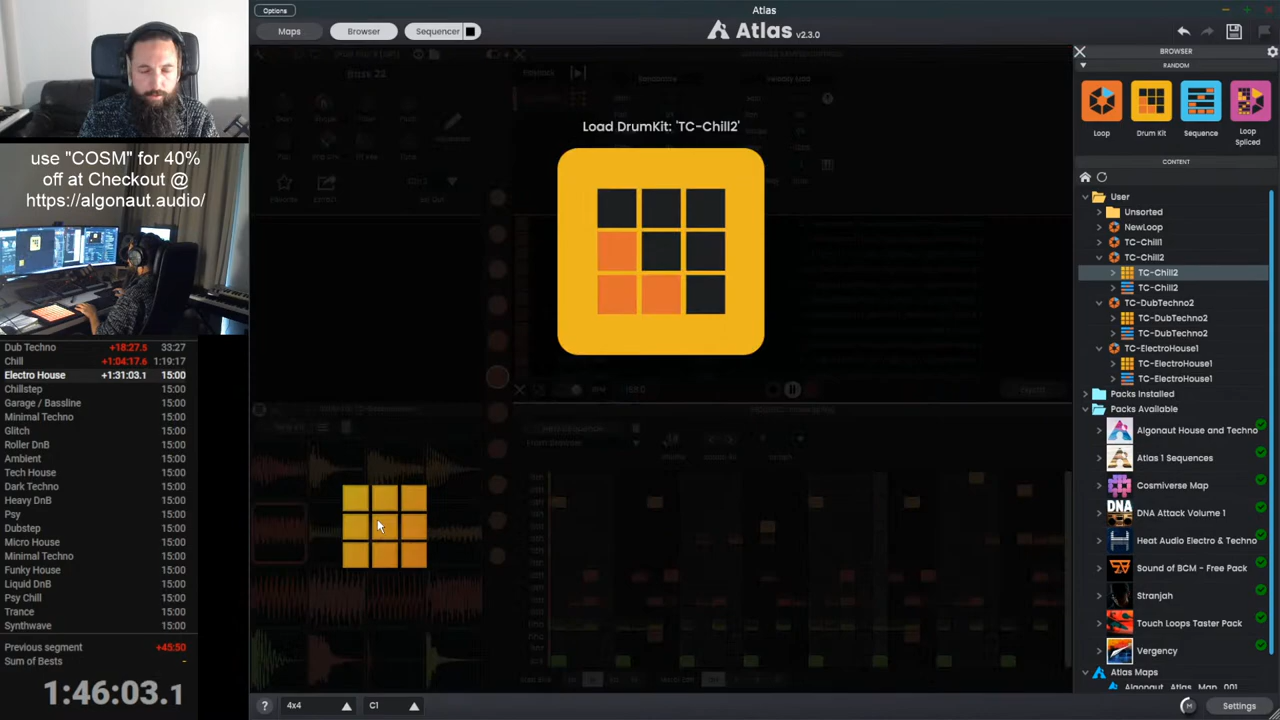 Options
Atlas
Maps
Browser
Sequencer
Atlas v2.3.0
BROWSER
RANDOM
Loop
Drum Kit
Sequence
Loop Spliced
CONTENT
Load DrumKit: 'TC-Chill2'
use "COSM" for 40%
off at Checkout @
https://algonaut.audio/
User
Unsorted
NewLoop
TC-Chill1
TC-Chill2
TC-Chill2
TC-Chill2
TC-DubTechno2
TC-DubTechno2
TC-DubTechno2
TC-ElectroHouse1
TC-ElectroHouse1
TC-ElectroHouse1
Packs Installed
Packs Available
Algonaut House and Techno
Atlas 1 Sequences
Cosmiverse Map
DNA Attack Volume 1
Heat Audio Electro & Techno
Sound of BCM - Free Pack
Stranjah
Touch Loops Taster Pack
Vergency
Atlas Maps
Algonaut_Atlas_Map_001
Dub Techno +18:27.5 33:27
Chill +1:04:17.6 1:19:17
Electro House +1:31:03.1 15:00
Chillstep 15:00
Garage / Bassline 15:00
Minimal Techno 15:00
Glitch 15:00
Roller DnB 15:00
Ambient 15:00
Tech House 15:00
Dark Techno 15:00
Heavy DnB 15:00
Psy 15:00
Dubstep 15:00
Micro House 15:00
Minimal Techno 15:00
Funky House 15:00
Liquid DnB 15:00
Psy Chill 15:00
Trance 15:00
Synthwave 15:00
Previous segment +45:50
Sum of Bests -
1:46:03.1
? 4x4 C1
Settings